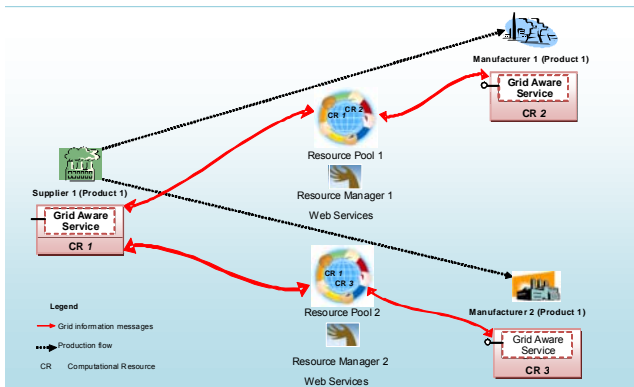 Manufacturer 1 (Product 1)
Grid Aware
Service
CR 2
CR 1
CR 2
Resource Pool 1
Resource Manager 1
Web Services
Supplier 1 (Product 1)
Grid Aware
Service
CR 1
CR 1
CR 3
Resource Pool 2
Resource Manager 2
Web Services
Manufacturer 2 (Product 1)
Grid Aware
Service
CR 3
Legend
Grid information messages
Production flow
CR Computational Resource